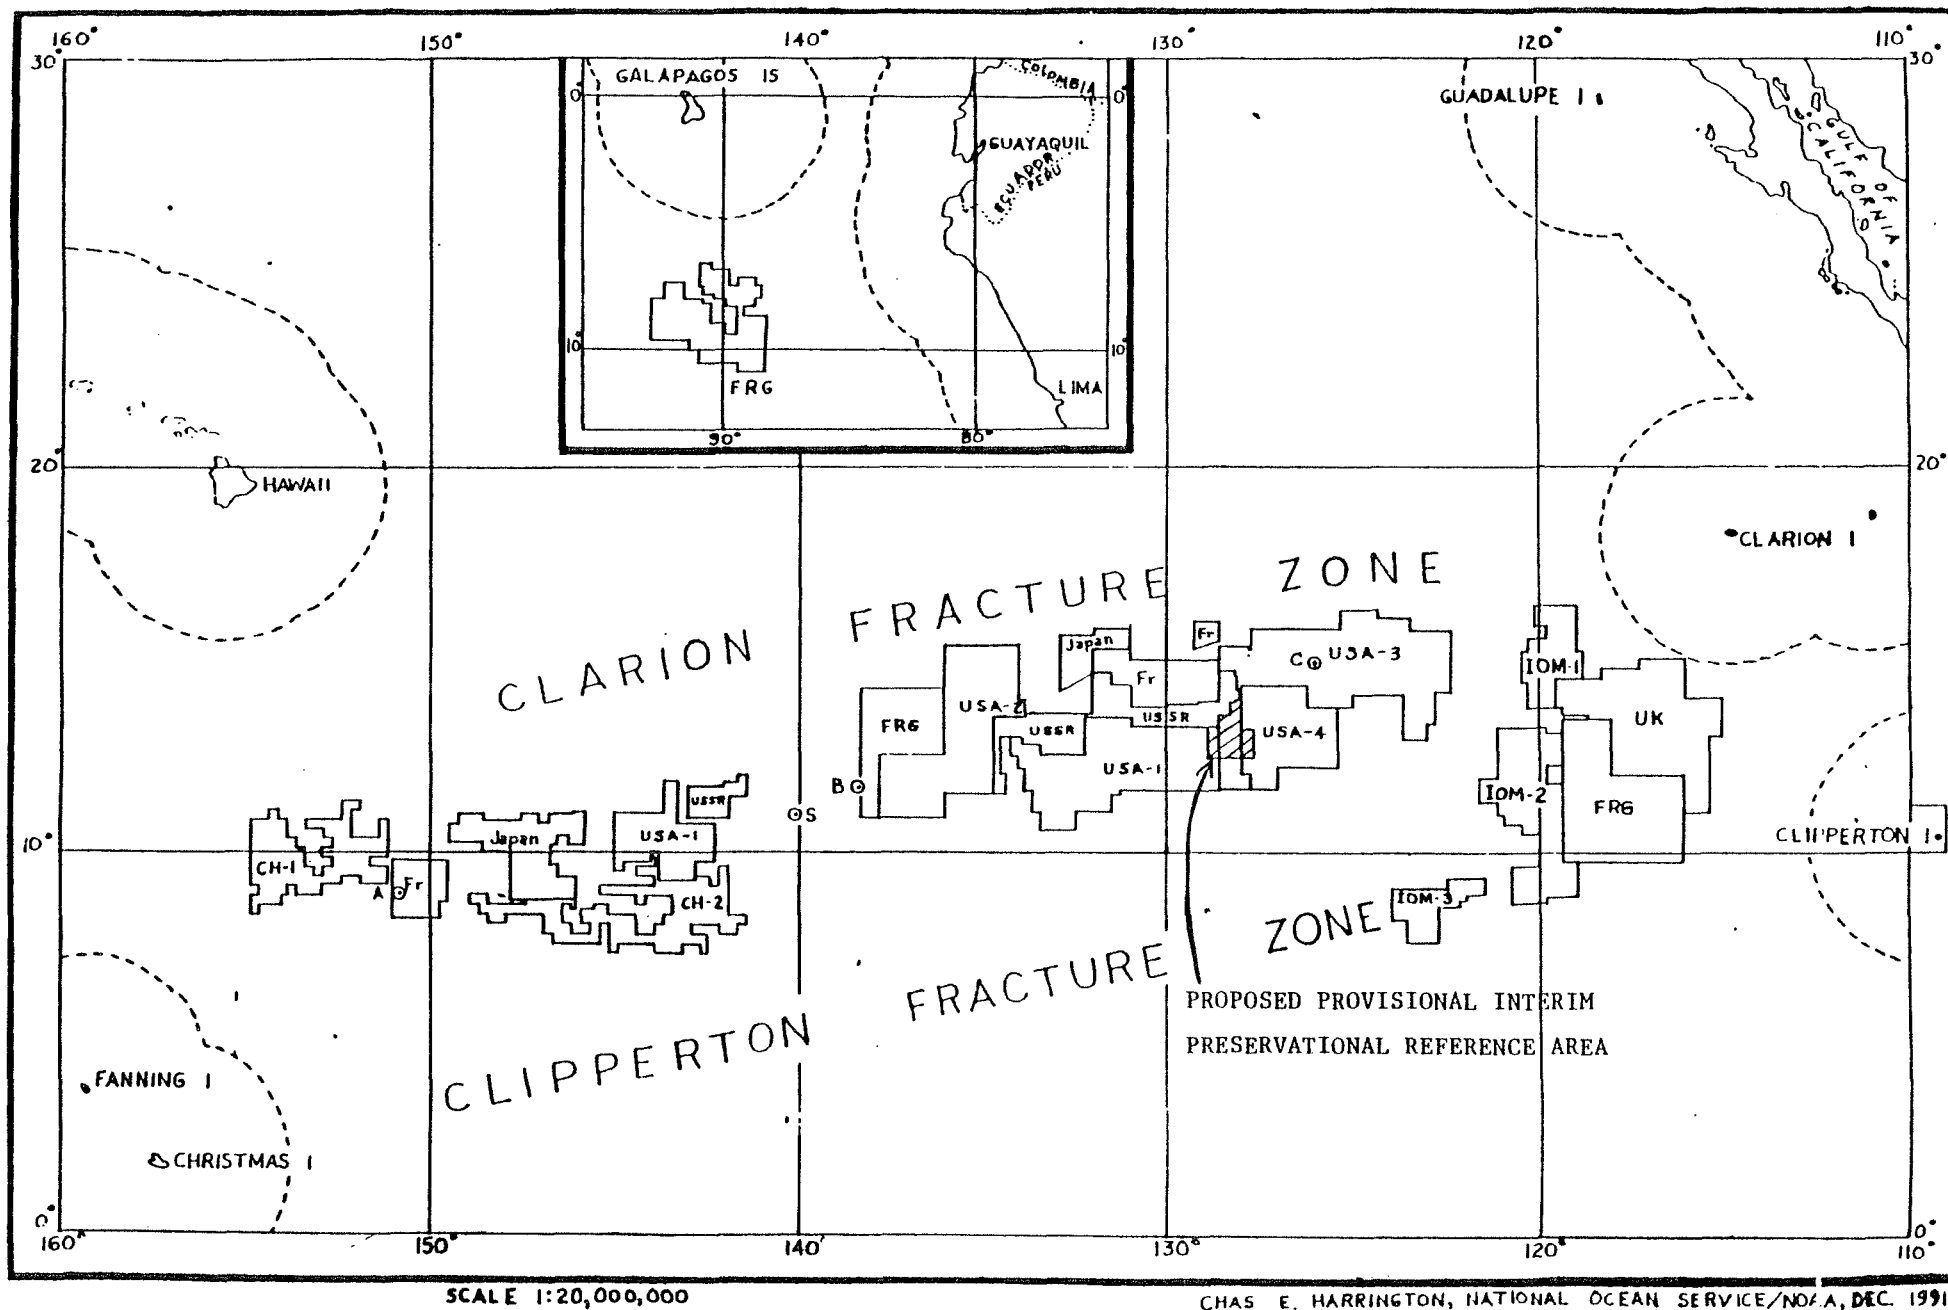 160° 150° 140° 130° 120° 110°
30° 30°
GALAPAGOS IS
COLOMBIA
0° 0°
GUAYAQUIL
ECUADOR
PERU
10° 10°
FRG
LIMA
90° 80°
GUADALUPE I
GULF OF
CALIFORNIA
20° 20°
HAWAII
CLARION I
CLARION FRACTURE ZONE
Japan
Fr
C USA-3
IOM-1
Fr
FRG
USA-2
USSR
USSR
USA-4
UK
USA-1
B
IOM-2
FRG
USSR
S
10°
Japan
USA-1
CLIPPERTON I
CH-1
A
Fr
CH-2
IOM-3
CLIPPERTON FRACTURE ZONE
PROPOSED PROVISIONAL INTERIM
PRESERVATIONAL REFERENCE AREA
FANNING I
CHRISTMAS I
0° 0°
160° 150° 140° 130° 120° 110°
SCALE 1:20,000,000
CHAS E. HARRINGTON, NATIONAL OCEAN SERVICE/NOAA, DEC. 1991